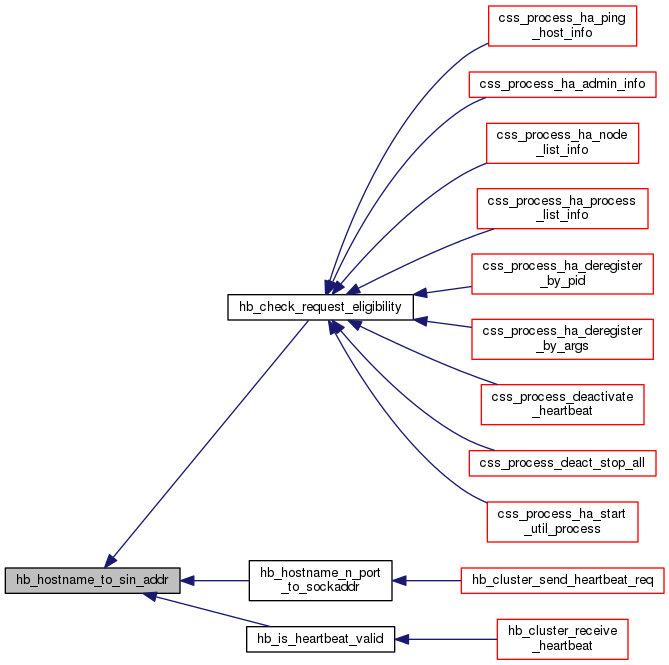 css_process_ha_ping
_host_info
css_process_ha_admin_info
css_process_ha_node
_list_info
css_process_ha_process
_list_info
css_process_ha_deregister
_by_pid
hb_check_request_eligibility
css_process_ha_deregister
_by_args
css_process_deactivate
_heartbeat
css_process_deact_stop_all
css_process_ha_start
_util_process
hb_hostname_to_sin_addr
hb_hostname_n_port
_to_sockaddr
hb_cluster_send_heartbeat_req
hb_is_heartbeat_valid
hb_cluster_receive
_heartbeat